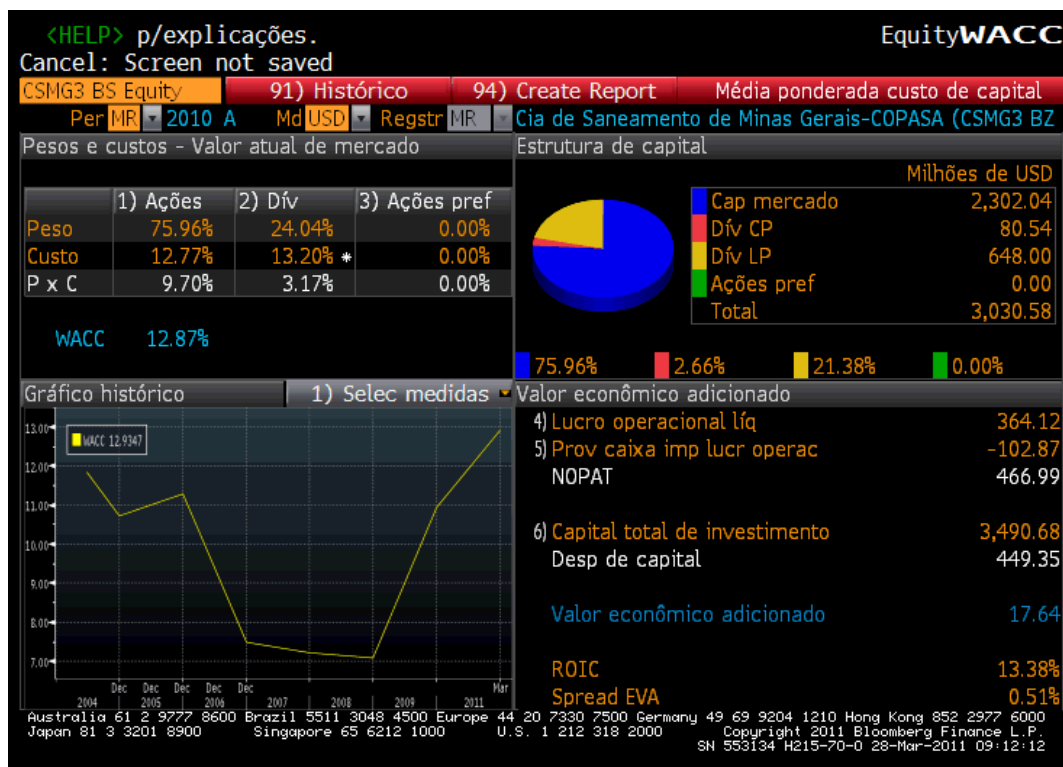 <HELP> p/explicações. EquityWACC
Cancel: Screen not saved
CSMG3 BS Equity 91) Histórico 94) Create Report Média ponderada custo de capital
Per MR 2010 A Md USD Regstr MR Cia de Saneamento de Minas Gerais-COPASA (CSMG3 BZ
Pesos e custos - Valor atual de mercado
1) Ações 2) Dív 3) Ações pref
Peso 75.96% 24.04% 0.00%
Custo 12.77% 13.20% * 0.00%
P x C 9.70% 3.17% 0.00%
WACC 12.87%
Estrutura de capital
Milhões de USD
Cap mercado 2,302.04
Dív CP 80.54
Dív LP 648.00
Ações pref 0.00
Total 3,030.58
75.96% 2.66% 21.38% 0.00%
Gráfico histórico 1) Selec medidas
WACC 12.9347
13.00
12.00
11.00
10.00
9.00
8.00
7.00
Dec Dec Dec Dec Dec Mar
2004 2005 2006 2007 2008 2009 2011
Valor econômico adicionado
4) Lucro operacional líq 364.12
5) Prov caixa imp lucr operac -102.87
NOPAT 466.99
6) Capital total de investimento 3,490.68
Desp de capital 449.35
Valor econômico adicionado 17.64
ROIC 13.38%
Spread EVA 0.51%
Australia 61 2 9777 8600 Brazil 5511 3048 4500 Europe 44 20 7330 7500 Germany 49 69 9204 1210 Hong Kong 852 2977 6000
Japan 81 3 3201 8900 Singapore 65 6212 1000 U.S. 1 212 318 2000 Copyright 2011 Bloomberg Finance L.P.
SN 553134 H215-70-0 28-Mar-2011 09:12:12